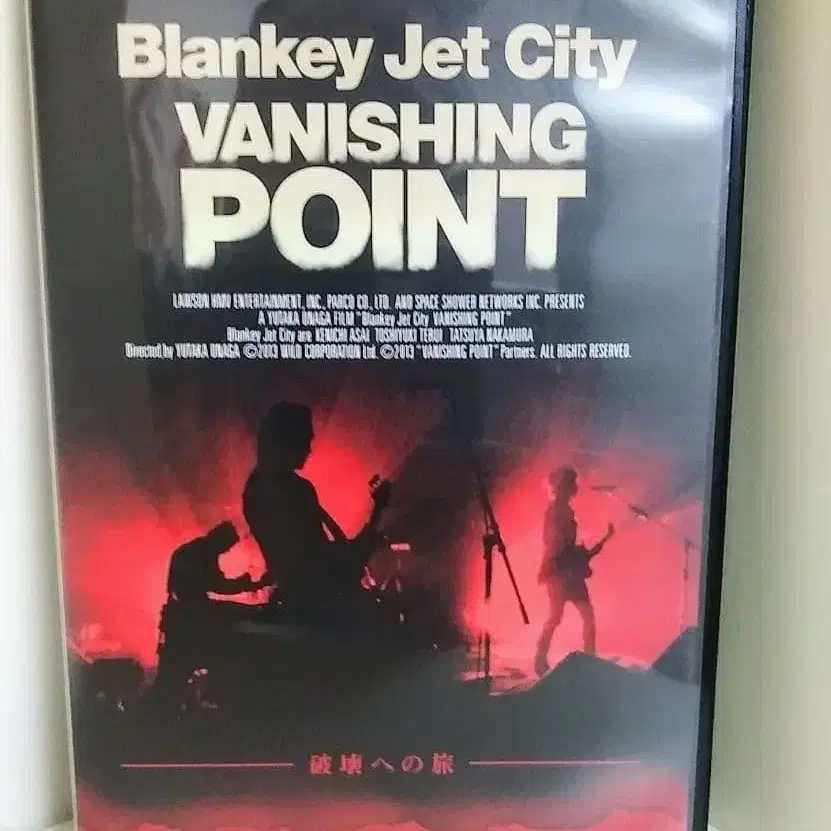 Blankey Jet City
VANISHING
POINT
LAWSON HMV ENTERTAINMENT, INC., PARCO CO., LTD. AND SPACE SHOWER NETWORKS INC. PRESENTS
A YUTAKA ONAGA FILM "Blankey Jet City VANISHING POINT"
Blankey Jet City are KENICHI ASAI TOSHIYUKI TERUI TATSUYA NAKAMURA
Directed by YUTAKA ONAGA ©2013 WILD CORPORATION Ltd. ©2013 "VANISHING POINT" Partners. ALL RIGHTS RESERVED.
破壊への旅